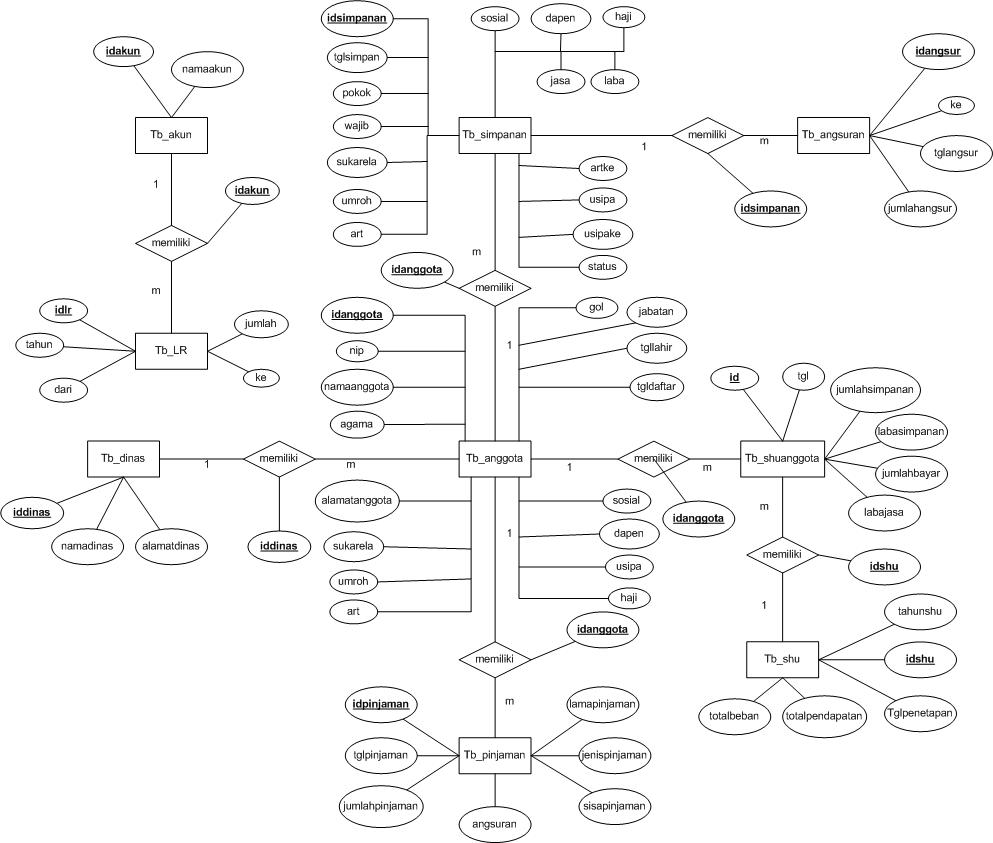 idsimpanan
sosial
dapen
haji
idakun
namaakun
tglsimpan
jasa
laba
idangsur
pokok
ke
wajib
Tb_akun
Tb_simpanan
memiliki
Tb_angsuran
1
m
tglangsur
sukarela
artke
1
idakun
umroh
usipa
idsimpanan
jumlahangsur
art
usipake
memiliki
m
idanggota
status
memiliki
m
idlr
jumlah
idanggota
gol
jabatan
tahun
Tb_LR
nip
1
tgllahir
dari
ke
namaanggota
tgldaftar
id
tgl
jumlahsimpanan
agama
labasimpanan
Tb_dinas
1
memiliki
m
Tb_anggota
1
memiliki
m
Tb_shuanggota
jumlahbayar
iddinas
alamatanggota
sosial
idanggota
m
labajasa
namadinas
alamatdinas
iddinas
sukarela
1
dapen
memiliki
idshu
umroh
usipa
art
haji
1
tahunshu
idanggota
memiliki
Tb_shu
idshu
idpinjaman
m
lamapinjaman
totalbeban
totalpendapatan
Tglpenetapan
tglpinjaman
Tb_pinjaman
jenispinjaman
jumlahpinjaman
sisapinjaman
angsuran